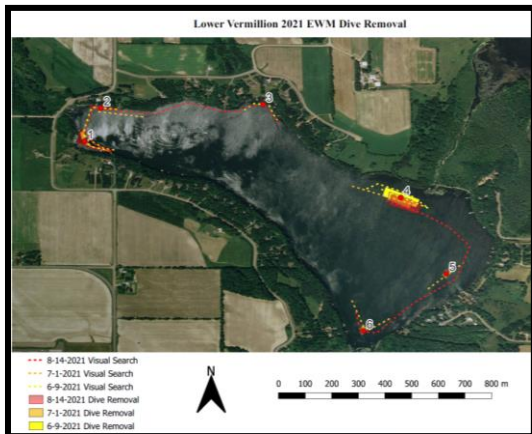 Lower Vermillion 2021 EWM Dive Removal
2
3
1
4
5
6
8-14-2021 Visual Search
7-1-2021 Visual Search
6-9-2021 Visual Search
8-14-2021 Dive Removal
7-1-2021 Dive Removal
6-9-2021 Dive Removal
N
0 100 200 300 400 500 600 700 800 m